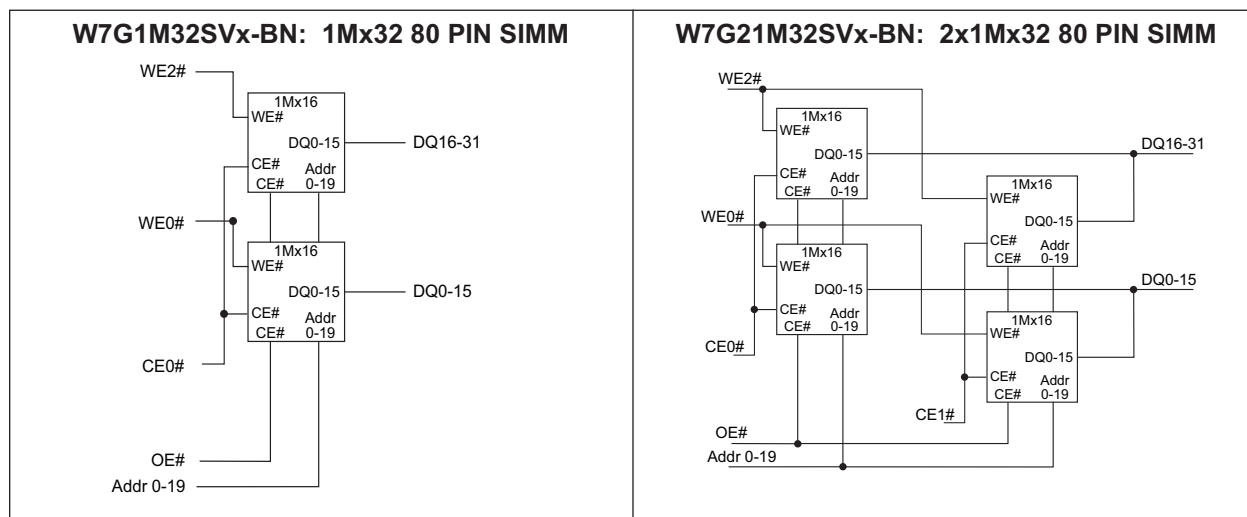 W7G1M32SVx-BN: 1Mx32 80 PIN SIMM
WE2#
1Mx16
WE#
DQ0-15
DQ16-31
CE#
Addr
CE#
0-19
WE0#
1Mx16
WE#
DQ0-15
DQ0-15
CE#
Addr
CE#
0-19
CE0#
OE#
Addr 0-19
W7G21M32SVx-BN: 2x1Mx32 80 PIN SIMM
WE2#
1Mx16
WE#
DQ0-15
DQ16-31
CE#
Addr
CE#
0-19
1Mx16
WE#
DQ0-15
CE#
Addr
CE#
0-19
WE0#
1Mx16
WE#
DQ0-15
DQ0-15
CE#
Addr
CE#
0-19
1Mx16
WE#
DQ0-15
CE#
Addr
CE#
0-19
CE0#
CE1#
OE#
Addr 0-19